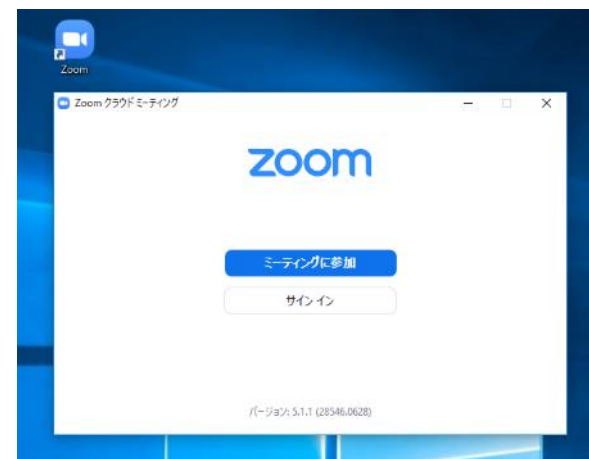 Zoom
Zoom クラウド ミーティング
zoom
ミーティングに参加
サイン イン
バージョン: 5.1.1 (28546.0628)